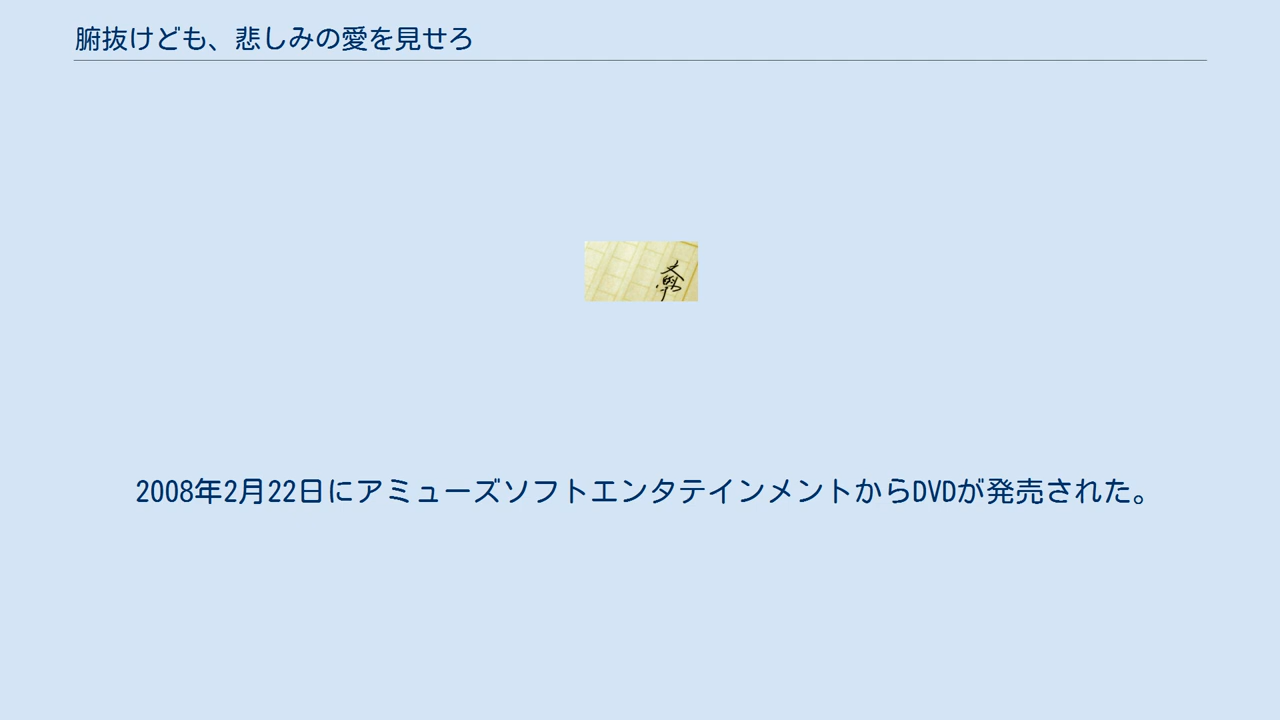 腑抜けども、悲しみの愛を見せろ
2008年2月22日にアミューズソフトエンタテインメントからDVDが発売された。